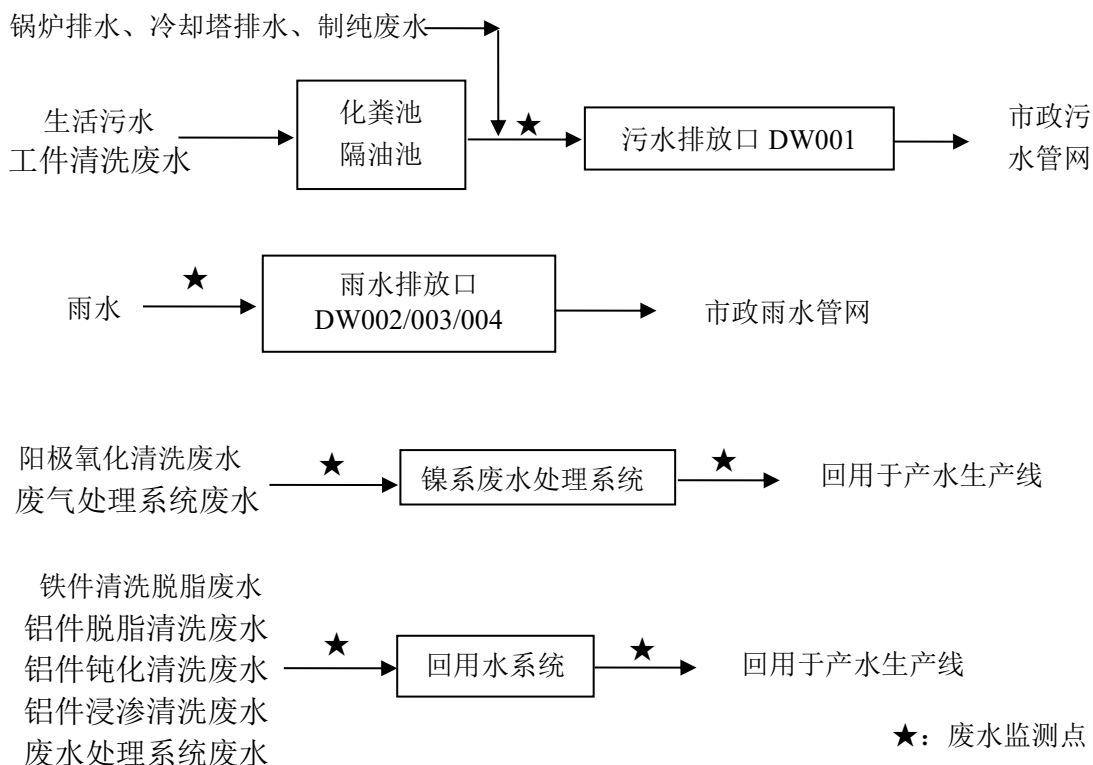 锅炉排水、冷却塔排水、制纯废水
生活污水
工件清洗废水
化粪池
隔油池
★
污水排放口 DW001
市政污
水管网
雨水
★
雨水排放口
DW002/003/004
市政雨水管网
阳极氧化清洗废水
废气处理系统废水
★
镍系废水处理系统
★
回用于产水生产线
铁件清洗脱脂废水
铝件脱脂清洗废水
铝件钝化清洗废水
铝件浸渗清洗废水
废水处理系统废水
★
回用水系统
★
回用于产水生产线
★：废水监测点